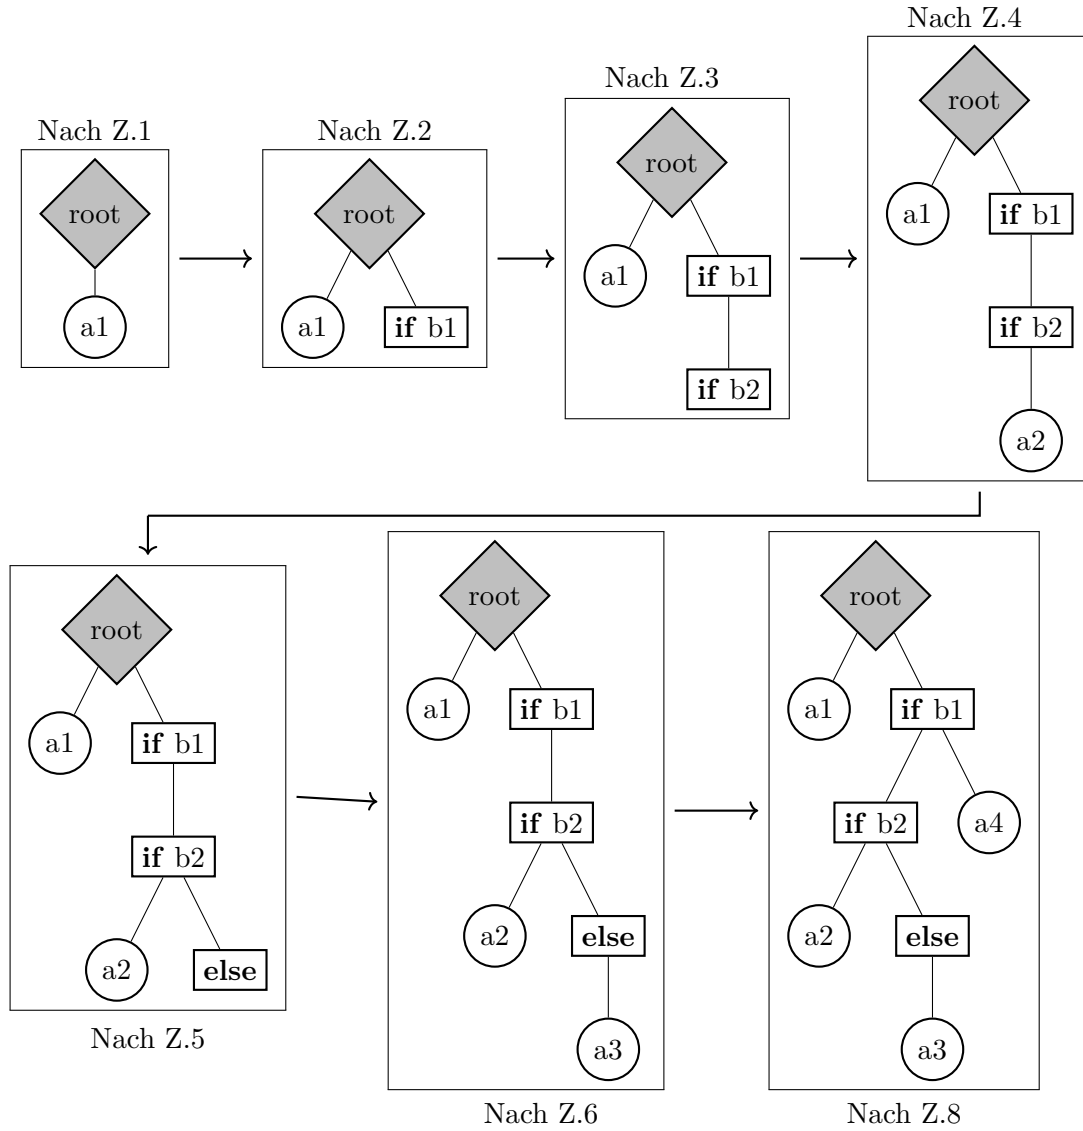 Nach Z.1
root
a1
Nach Z.2
root
a1
if b1
Nach Z.3
root
a1
if b1
if b2
Nach Z.4
root
a1
if b1
if b2
a2
root
a1
if b1
if b2
a2
else
Nach Z.5
root
a1
if b1
if b2
a2
else
a3
Nach Z.6
root
a1
if b1
if b2
a4
a2
else
a3
Nach Z.8